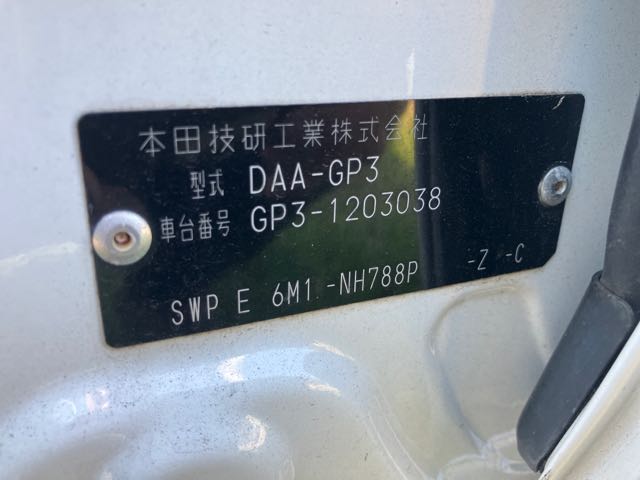 本田技研工業株式会社
型式 DAA-GP3
車台番号 GP3-1203038
SWP E 6M1 -NH788P -Z -C